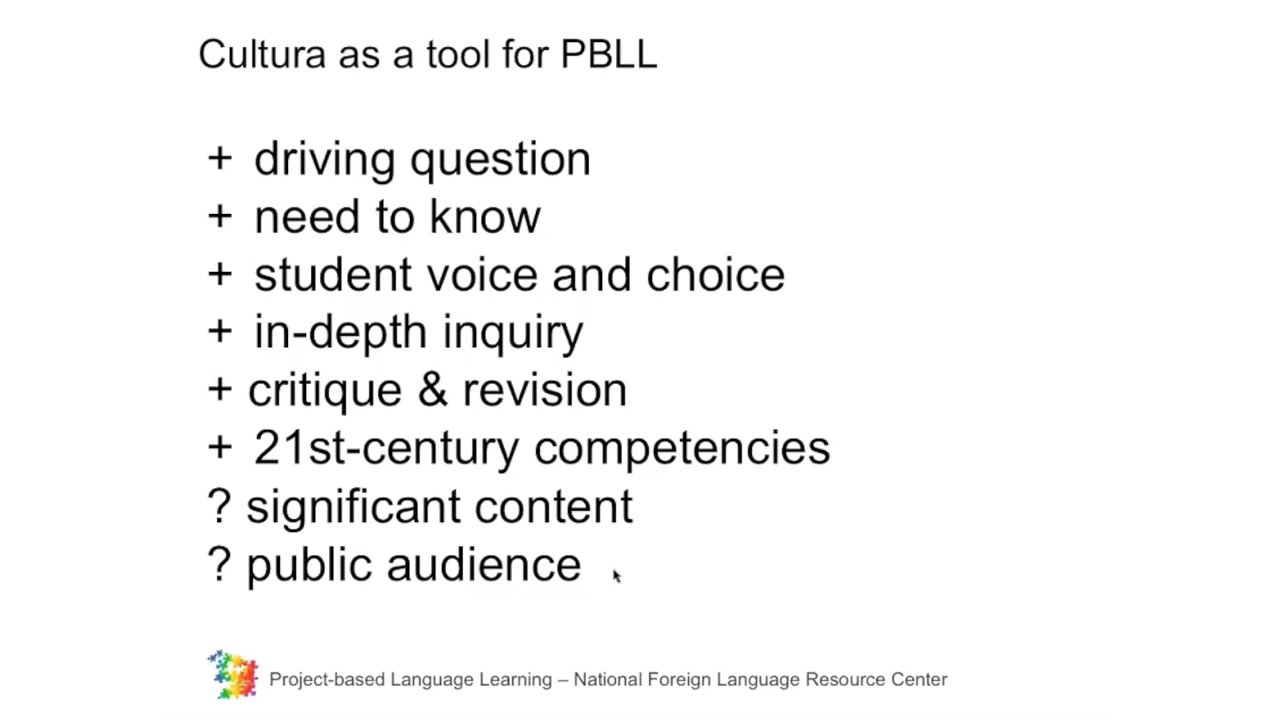 Cultura as a tool for PBLL
+ driving question
+ need to know
+ student voice and choice
+ in-depth inquiry
+ critique & revision
+ 21st-century competencies
? significant content
? public audience
Project-based Language Learning – National Foreign Language Resource Center